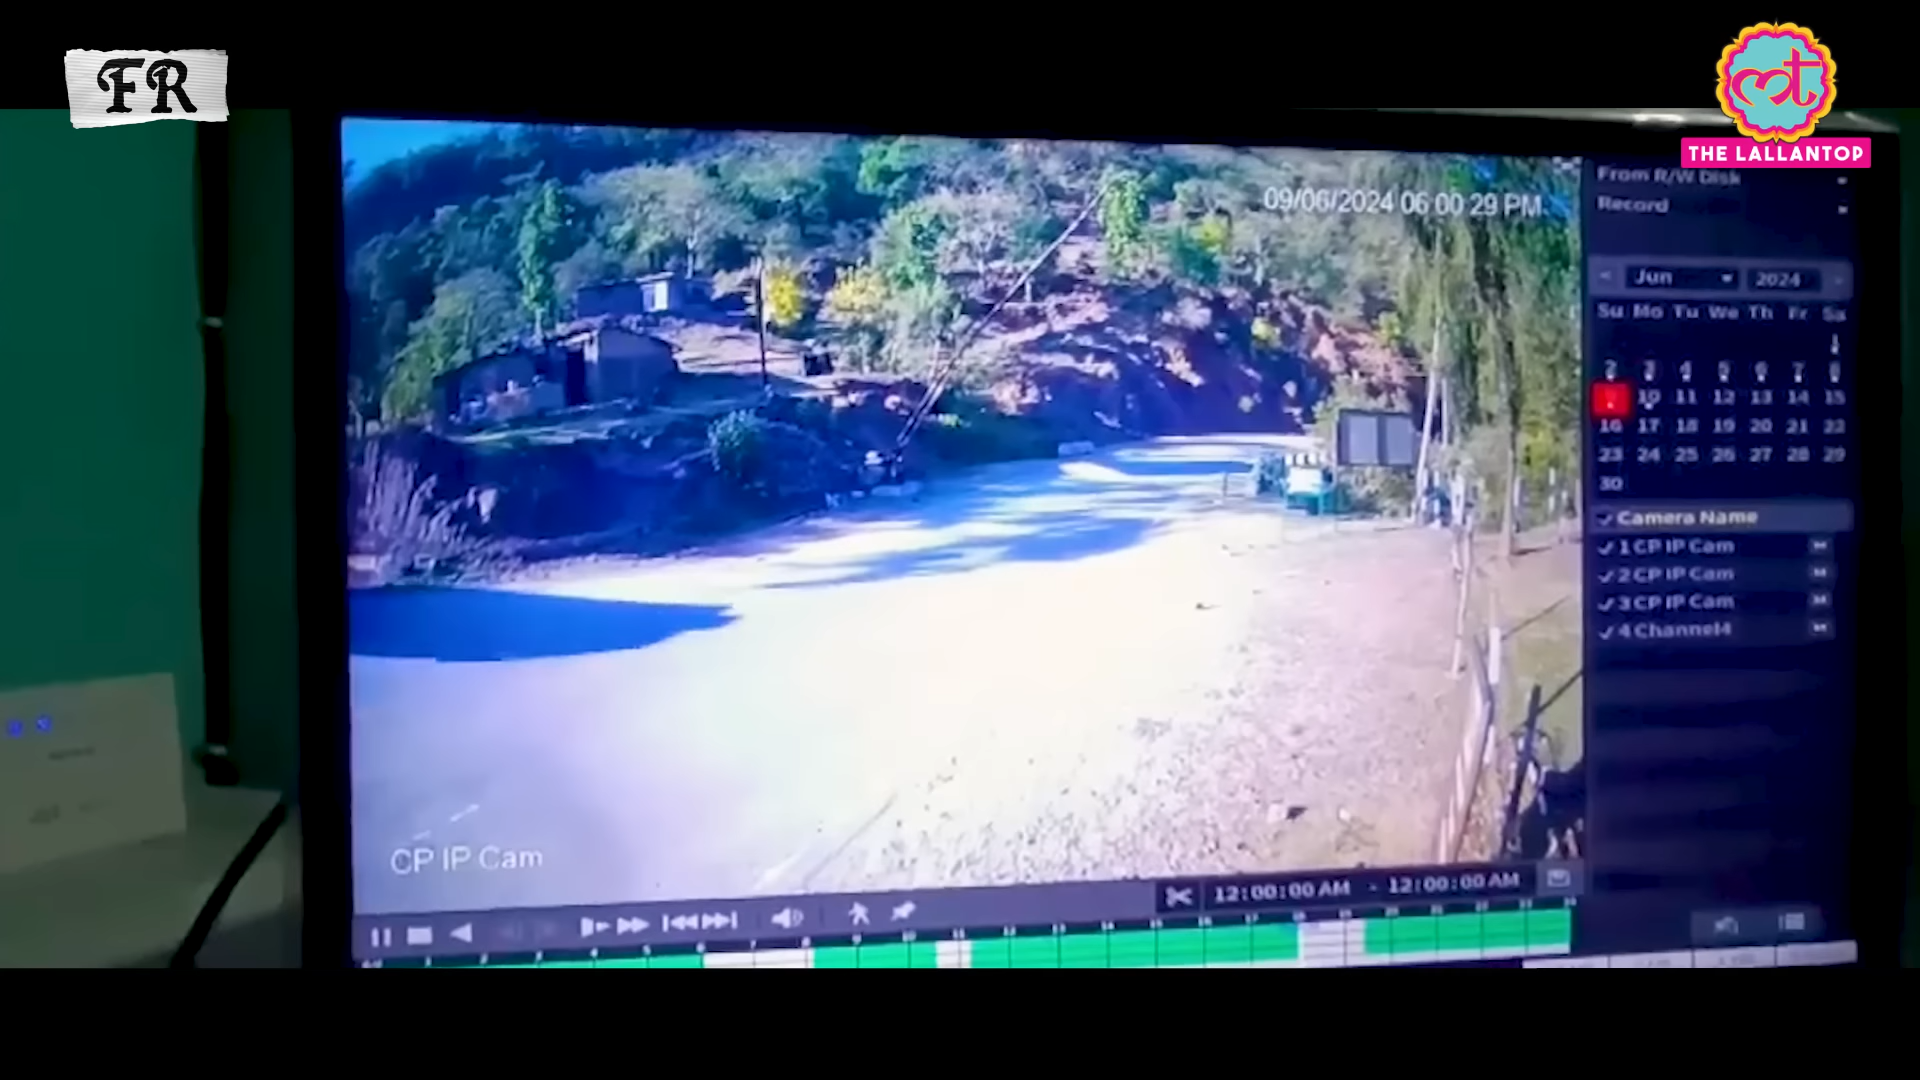 FR
THE LALLANTOP
09/06/2024 06 00 29 PM
CP IP Cam
From R/W Disk
Record
Jun 2024
Su Mo Tu We Th Fr Sa
1
2 3 4 5 6 7 8
9 10 11 12 13 14 15
16 17 18 19 20 21 22
23 24 25 26 27 28 29
30
Camera Name
1 CP IP Cam
2 CP IP Cam
3 CP IP Cam
4 Channel4
12:00:00 AM - 12:00:00 AM